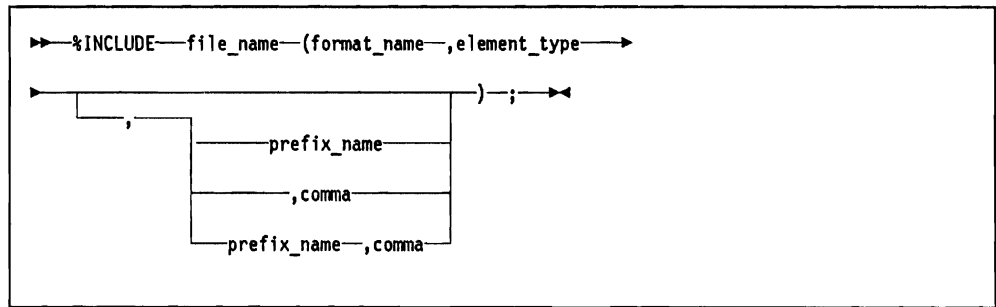 %INCLUDE file_name (format_name ,element_type
) ;
,
prefix_name
,comma
prefix_name ,comma